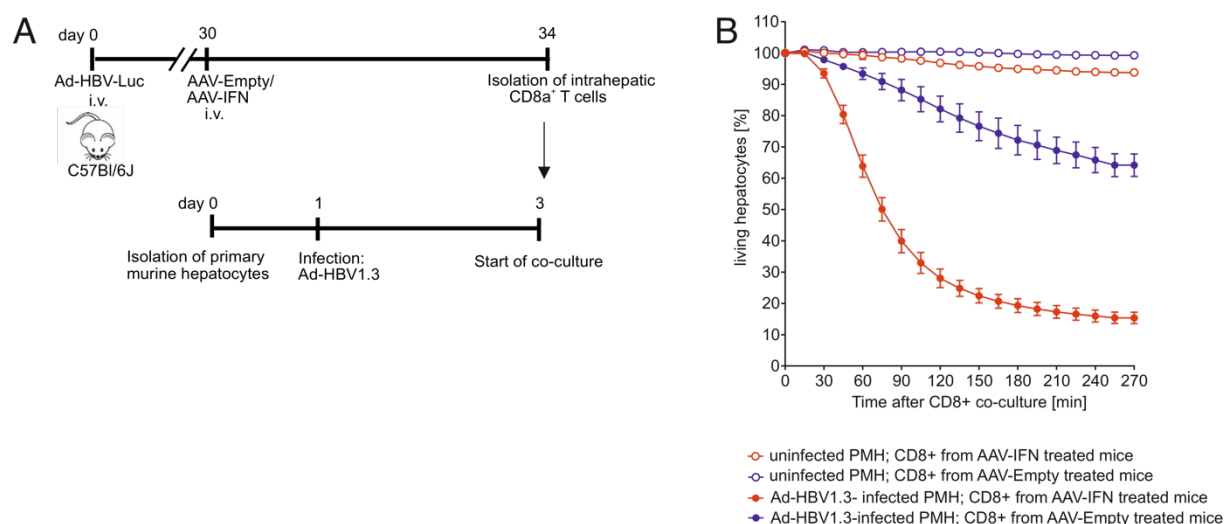 A
day 0
30
34
Ad-HBV-Luc
i.v.
AAV-Empty/
AAV-IFN
i.v.
Isolation of intrahepatic
CD8a⁺ T cells
C57Bl/6J
day 0
1
3
Isolation of primary
murine hepatocytes
Infection:
Ad-HBV1.3
Start of co-culture
B
living hepatocytes [%]
110
100
90
80
70
60
50
40
30
20
10
0
0 30 60 90 120 150 180 210 240 270
Time after CD8+ co-culture [min]
uninfected PMH; CD8+ from AAV-IFN treated mice
uninfected PMH; CD8+ from AAV-Empty treated mice
Ad-HBV1.3- infected PMH; CD8+ from AAV-IFN treated mice
Ad-HBV1.3-infected PMH; CD8+ from AAV-Empty treated mice